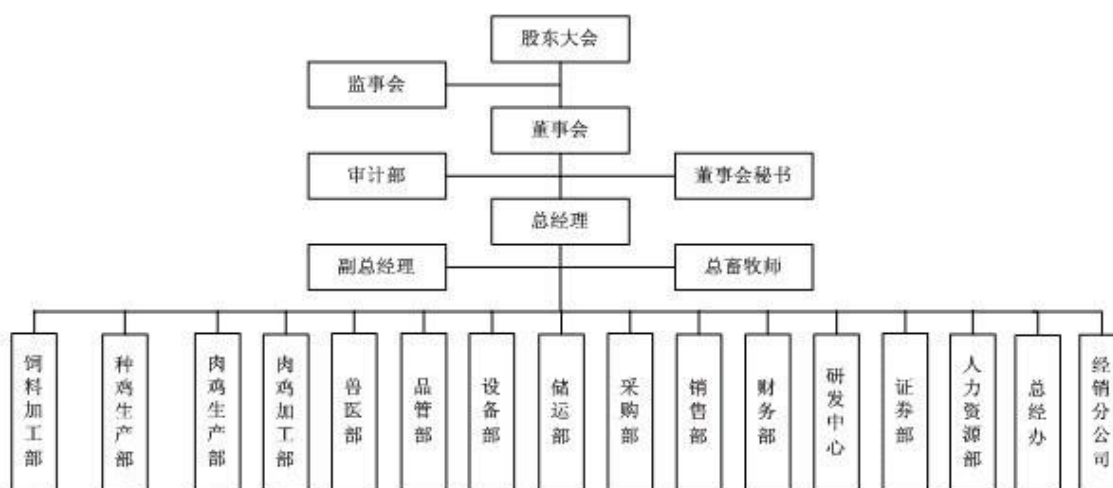 股东大会
监事会
董事会
审计部
董事会秘书
总经理
副总经理
总畜牧师
饲料加工部
种鸡生产部
肉鸡生产部
肉鸡加工部
兽医部
品管部
设备部
储运部
采购部
销售部
财务部
研发中心
证券部
人力资源部
总经办
经销分公司